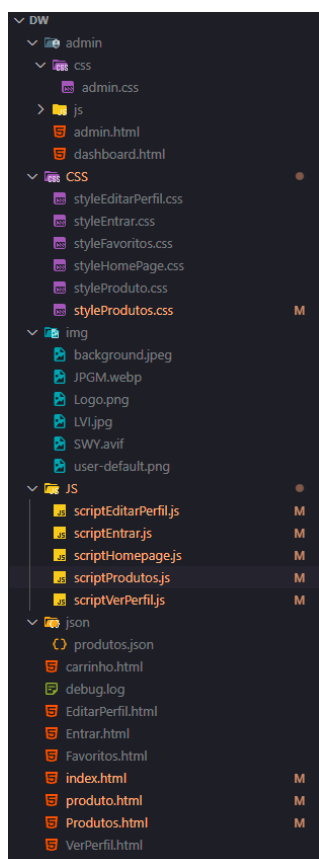 DW
admin
css
admin.css
js
admin.html
dashboard.html
CSS
styleEditarPerfil.css
styleEntrar.css
styleFavoritos.css
styleHomePage.css
styleProduto.css
styleProdutos.css M
img
background.jpeg
JPGM.webp
Logo.png
LVI.jpg
SWY.avif
user-default.png
JS
scriptEditarPerfil.js M
scriptEntrar.js M
scriptHomepage.js M
scriptProdutos.js M
scriptVerPerfil.js M
json
produtos.json
carrinho.html
debug.log
EditarPerfil.html
Entrar.html
Favoritos.html
index.html M
produto.html M
Produtos.html M
VerPerfil.html